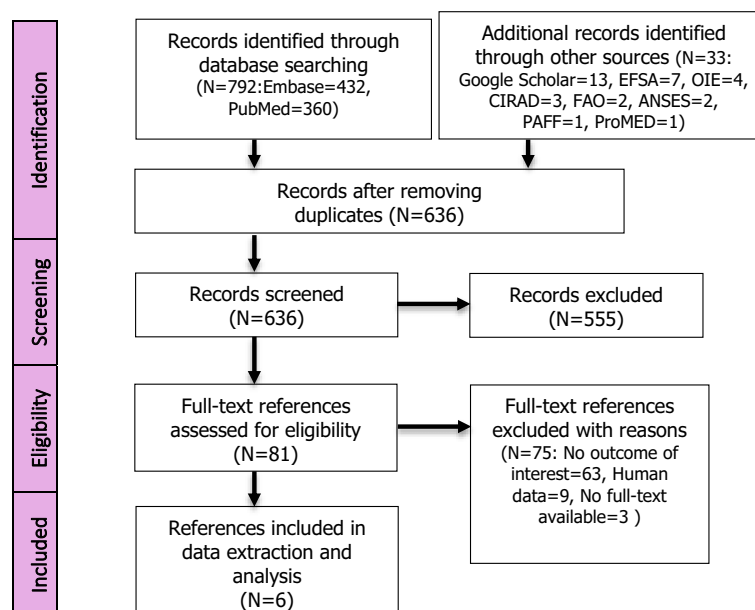 Identification
Records identified through
database searching
(N=792:Embase=432,
PubMed=360)
Additional records identified
through other sources (N=33:
Google Scholar=13, EFSA=7, OIE=4,
CIRAD=3, FAO=2, ANSES=2,
PAFF=1, ProMED=1)
Records after removing
duplicates (N=636)
Screening
Records screened
(N=636)
Records excluded
(N=555)
Eligibility
Full-text references
assessed for eligibility
(N=81)
Full-text references
excluded with reasons
(N=75: No outcome of
interest=63, Human
data=9, No full-text
available=3 )
Included
References included in
data extraction and
analysis
(N=6)